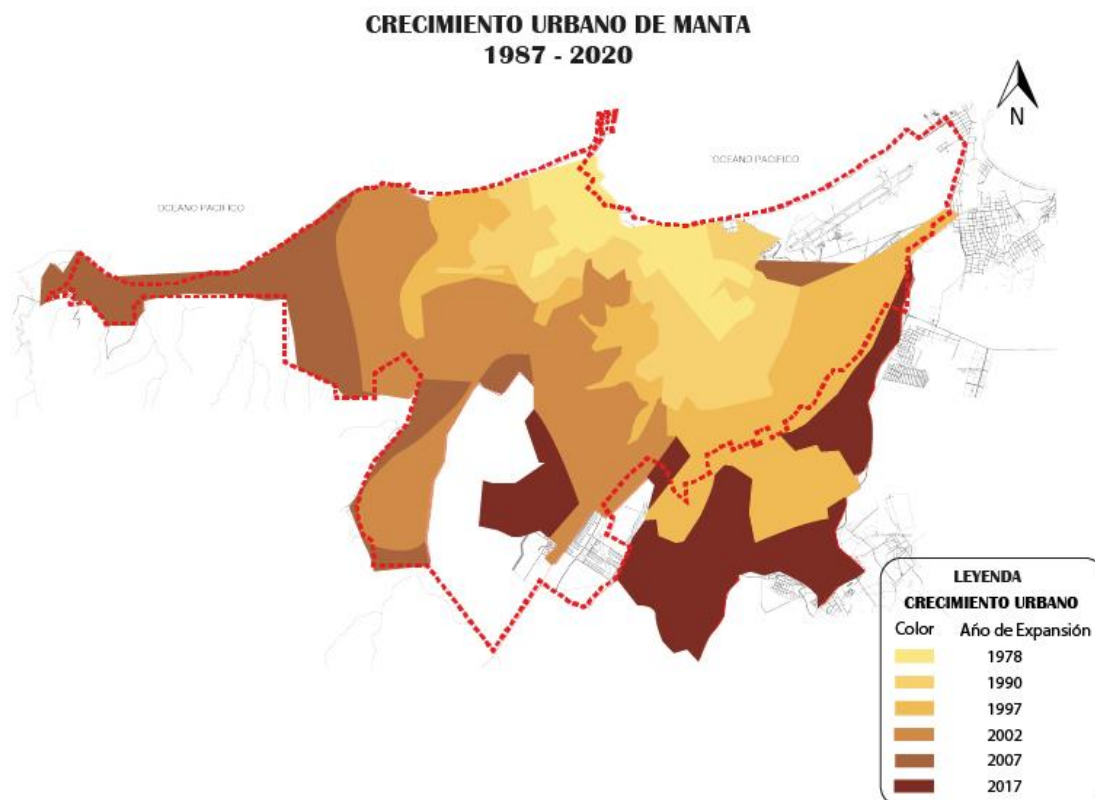 CRECIMIENTO URBANO DE MANTA
1987 - 2020
N
OCEANO PACIFICO
OCEANO PACIFICO
LEYENDA
CRECIMIENTO URBANO
Color Año de Expansión
1978
1990
1997
2002
2007
2017